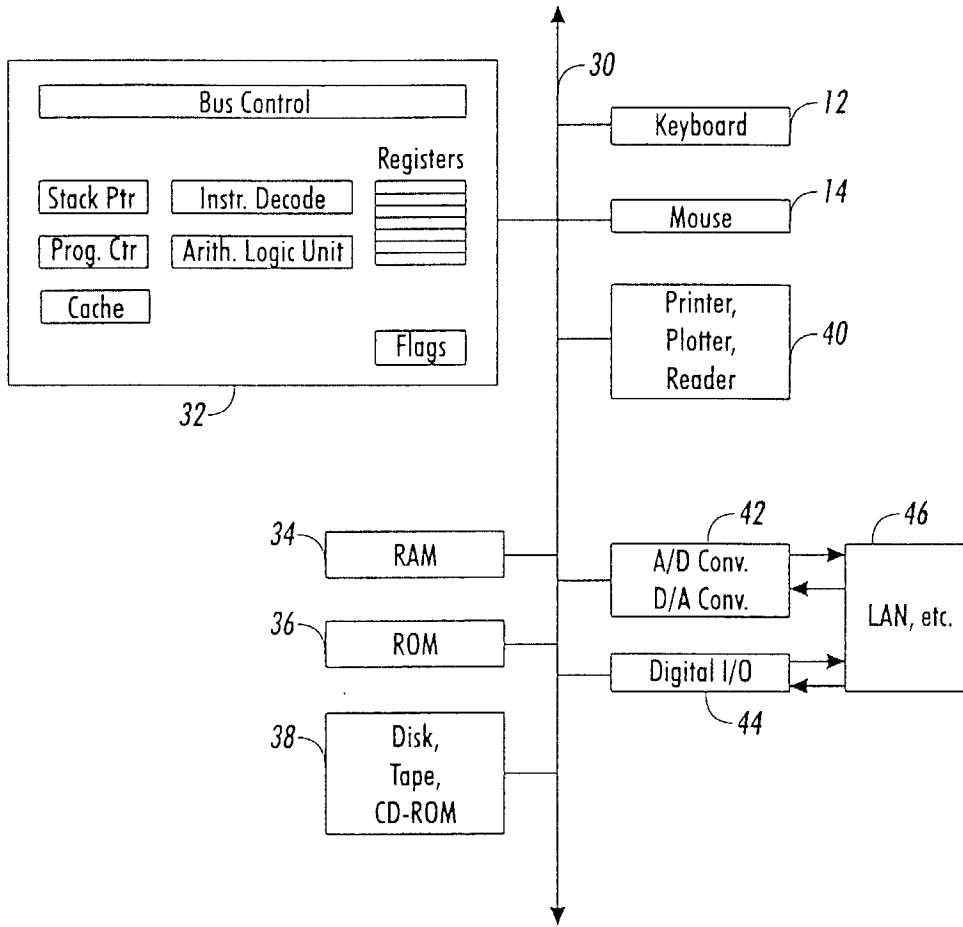 30
Bus Control
12
Keyboard
Registers
Stack Ptr
Instr. Decode
14
Mouse
Prog. Ctr
Arith. Logic Unit
Cache
Printer,
Plotter,
Reader
40
Flags
32
34
RAM
42
A/D Conv.
D/A Conv.
46
LAN, etc.
36
ROM
Digital I/O
44
38
Disk,
Tape,
CD-ROM